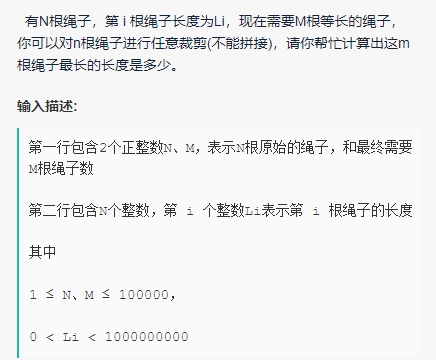 有N根绳子，第 i 根绳子长度为Li，现在需要M根等长的绳子，
你可以对n根绳子进行任意裁剪(不能拼接)，请你帮忙计算出这m
根绳子最长的长度是多少。
输入描述:
第一行包含2个正整数N、M，表示N根原始的绳子，和最终需要
M根绳子数
第二行包含N个整数，第 i 个整数Li表示第 i 根绳子的长度
其中
1 ≤ N、M ≤ 100000，
0 < Li < 1000000000